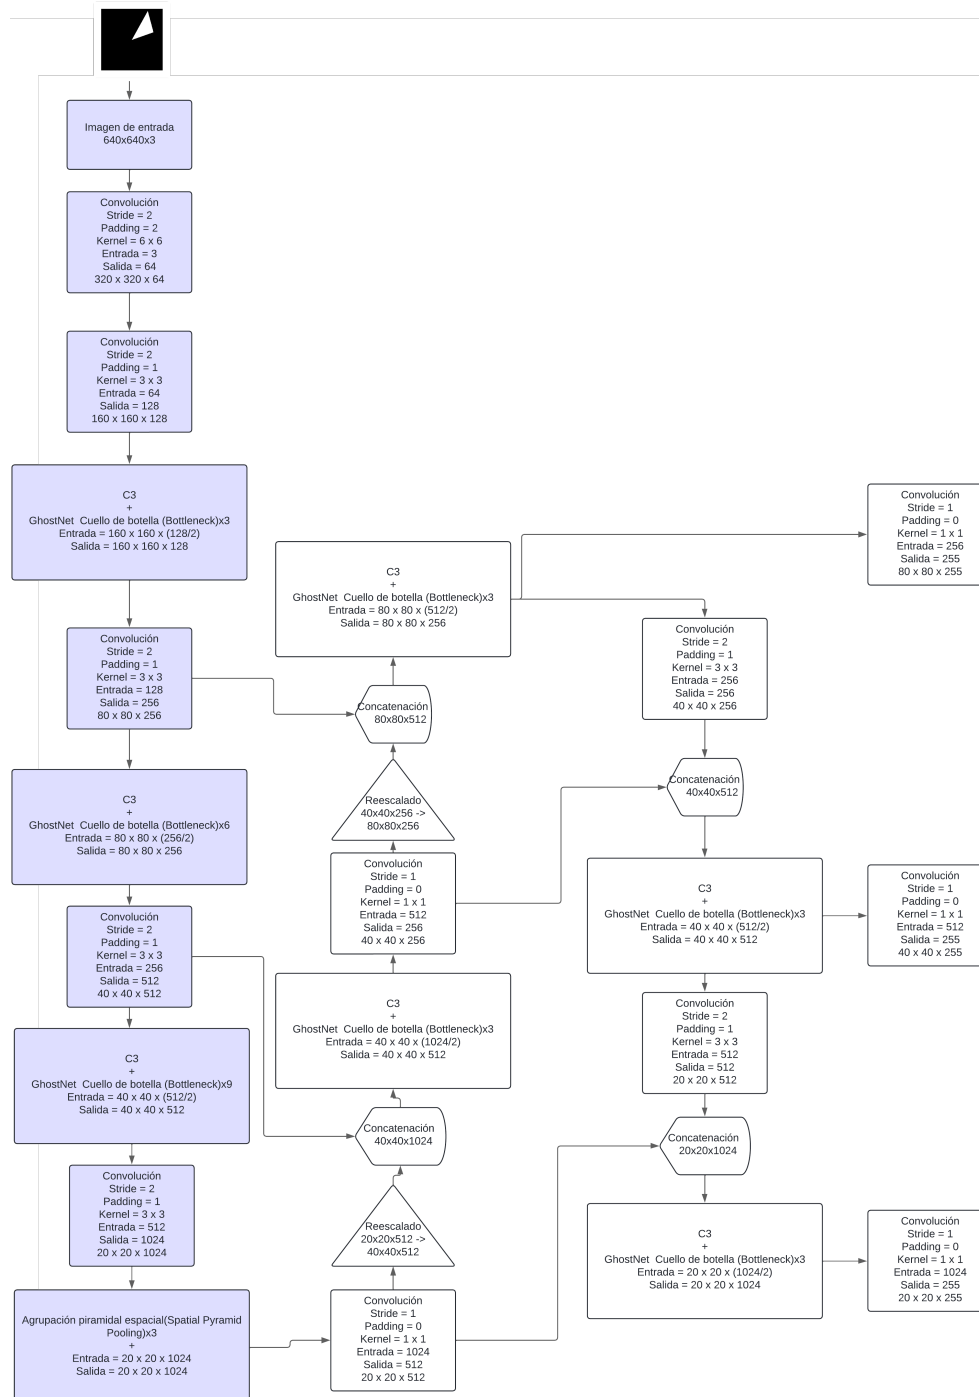 Imagen de entrada
640x640x3
Convolución
Stride = 2
Padding = 2
Kernel = 6 x 6
Entrada = 3
Salida = 64
320 x 320 x 64
Convolución
Stride = 2
Padding = 1
Kernel = 3 x 3
Entrada = 64
Salida = 128
160 x 160 x 128
C3
+
GhostNet Cuello de botella (Bottleneck)x3
Entrada = 160 x 160 x (128/2)
Salida = 160 x 160 x 128
Convolución
Stride = 2
Padding = 1
Kernel = 3 x 3
Entrada = 128
Salida = 256
80 x 80 x 256
C3
+
GhostNet Cuello de botella (Bottleneck)x6
Entrada = 80 x 80 x (256/2)
Salida = 80 x 80 x 256
Convolución
Stride = 2
Padding = 1
Kernel = 3 x 3
Entrada = 256
Salida = 512
40 x 40 x 512
C3
+
GhostNet Cuello de botella (Bottleneck)x9
Entrada = 40 x 40 x (512/2)
Salida = 40 x 40 x 512
Convolución
Stride = 2
Padding = 1
Kernel = 3 x 3
Entrada = 512
Salida = 1024
20 x 20 x 1024
Agrupación piramidal espacial(Spatial Pyramid
Pooling)x3
+
Entrada = 20 x 20 x 1024
Salida = 20 x 20 x 1024
C3
+
GhostNet Cuello de botella (Bottleneck)x3
Entrada = 80 x 80 x (512/2)
Salida = 80 x 80 x 256
Concatenación
80x80x512
Reescalado
40x40x256 ->
80x80x256
Convolución
Stride = 1
Padding = 0
Kernel = 1 x 1
Entrada = 512
Salida = 256
40 x 40 x 256
C3
+
GhostNet Cuello de botella (Bottleneck)x3
Entrada = 40 x 40 x (1024/2)
Salida = 40 x 40 x 512
Concatenación
40x40x1024
Reescalado
20x20x512 ->
40x40x512
Convolución
Stride = 1
Padding = 0
Kernel = 1 x 1
Entrada = 1024
Salida = 512
20 x 20 x 512
Convolución
Stride = 2
Padding = 1
Kernel = 3 x 3
Entrada = 256
Salida = 256
40 x 40 x 256
Concatenación
40x40x512
C3
+
GhostNet Cuello de botella (Bottleneck)x3
Entrada = 40 x 40 x (512/2)
Salida = 40 x 40 x 512
Convolución
Stride = 2
Padding = 1
Kernel = 3 x 3
Entrada = 512
Salida = 512
20 x 20 x 512
Concatenación
20x20x1024
C3
+
GhostNet Cuello de botella (Bottleneck)x3
Entrada = 20 x 20 x (1024/2)
Salida = 20 x 20 x 1024
Convolución
Stride = 1
Padding = 0
Kernel = 1 x 1
Entrada = 256
Salida = 255
80 x 80 x 255
Convolución
Stride = 1
Padding = 0
Kernel = 1 x 1
Entrada = 512
Salida = 255
40 x 40 x 255
Convolución
Stride = 1
Padding = 0
Kernel = 1 x 1
Entrada = 1024
Salida = 255
20 x 20 x 255